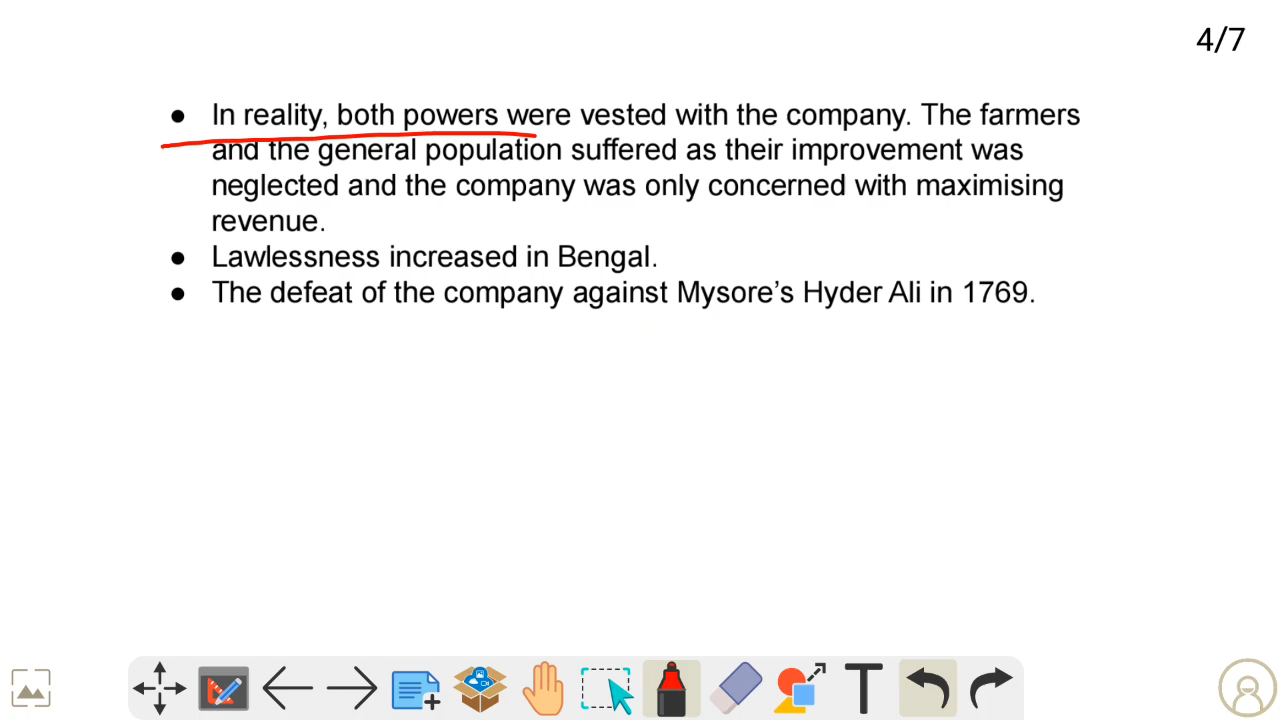 4/7
● In reality, both powers were vested with the company. The farmers
and the general population suffered as their improvement was
neglected and the company was only concerned with maximising
revenue.
● Lawlessness increased in Bengal.
● The defeat of the company against Mysore’s Hyder Ali in 1769.
T